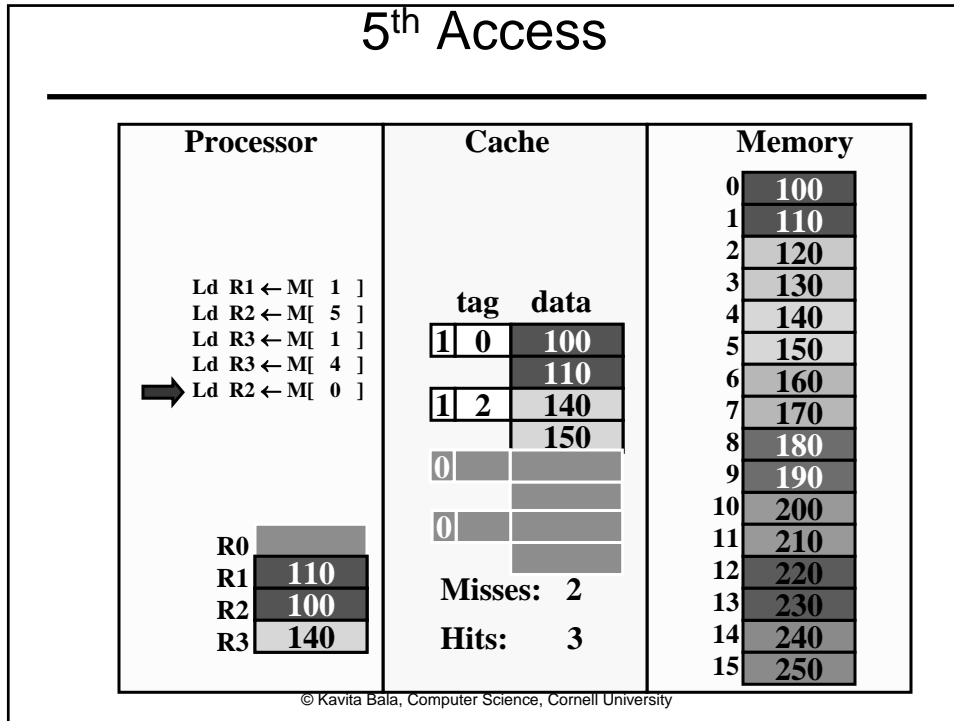 5th Access
Processor
Ld R1 ← M[ 1 ]
Ld R2 ← M[ 5 ]
Ld R3 ← M[ 1 ]
Ld R3 ← M[ 4 ]
Ld R2 ← M[ 0 ]
R0
R1 110
R2 100
R3 140
Cache
tag data
1 0 100
110
1 2 140
150
0
0
Misses: 2
Hits: 3
Memory
0 100
1 110
2 120
3 130
4 140
5 150
6 160
7 170
8 180
9 190
10 200
11 210
12 220
13 230
14 240
15 250
© Kavita Bala, Computer Science, Cornell University